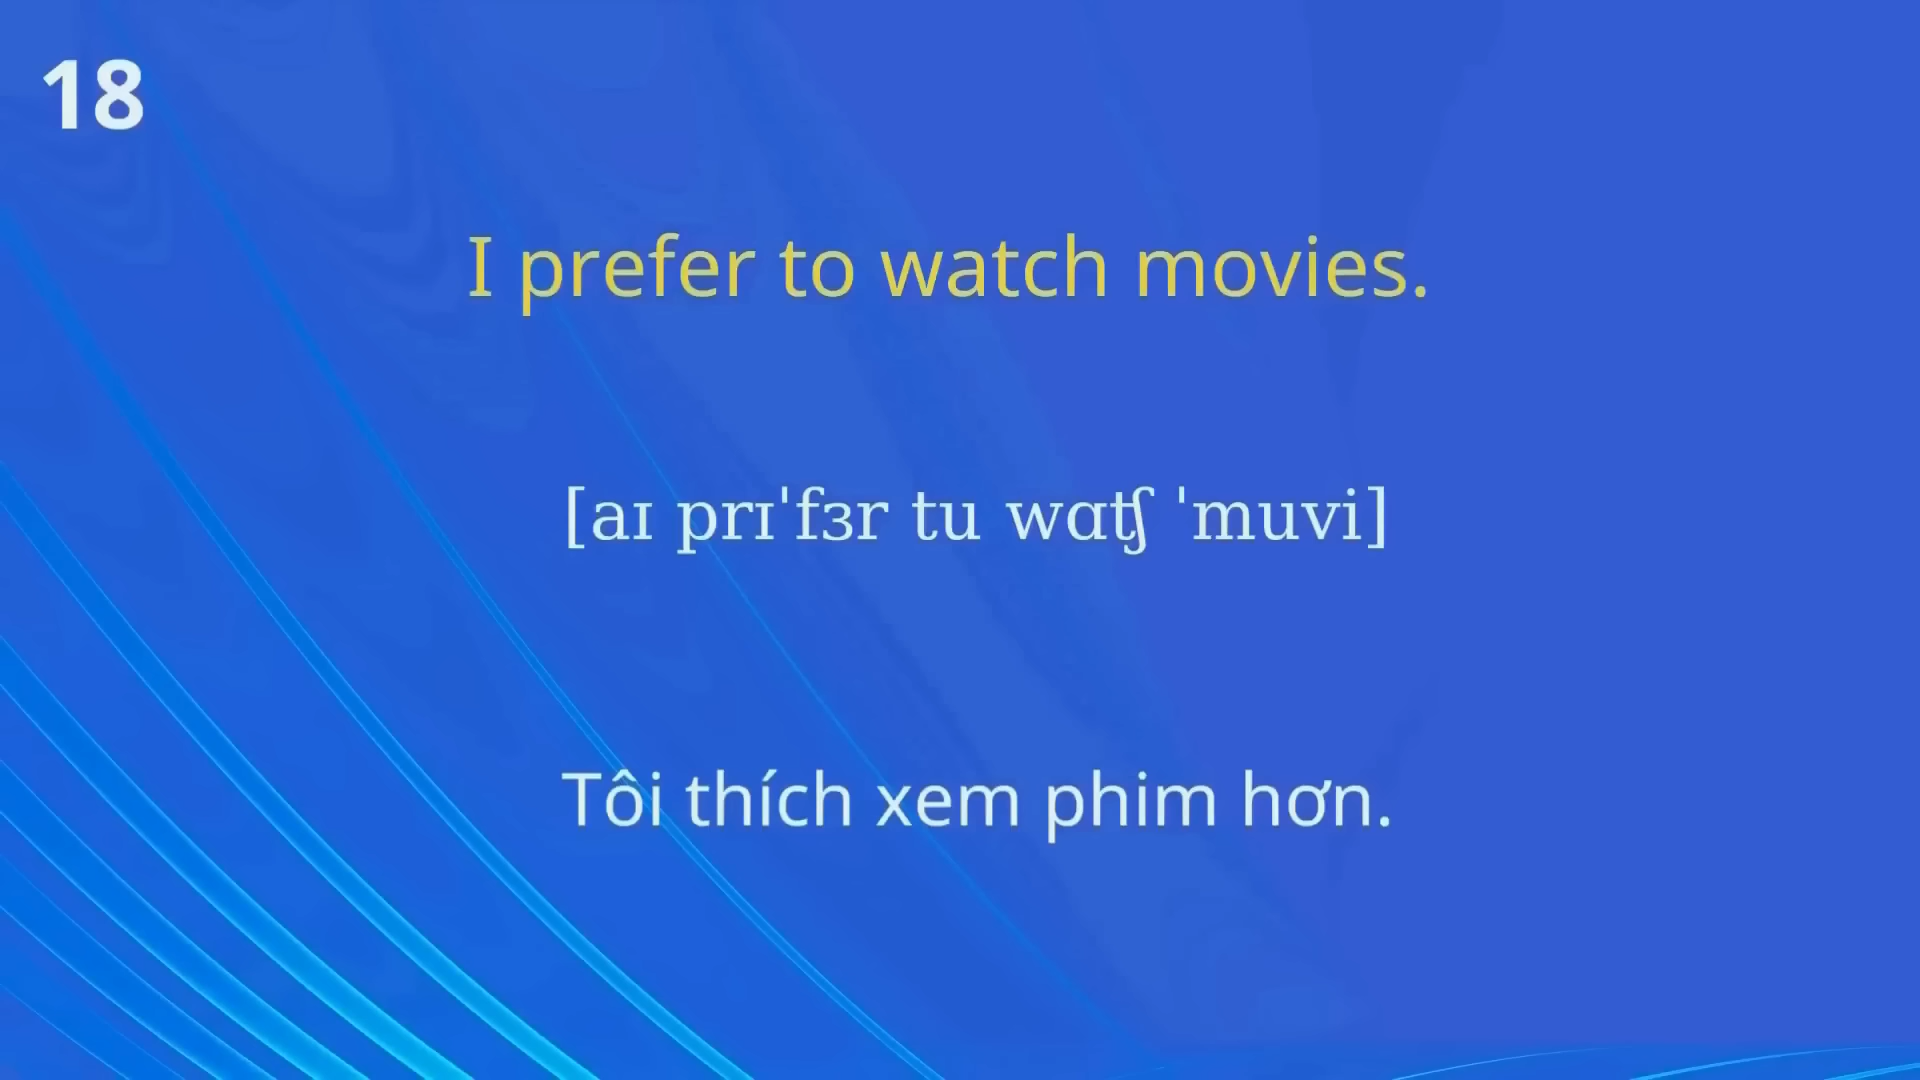 18
I prefer to watch movies.
[aɪ prɪˈfɜr tu wɑʧ ˈmuvi]
Tôi thích xem phim hơn.